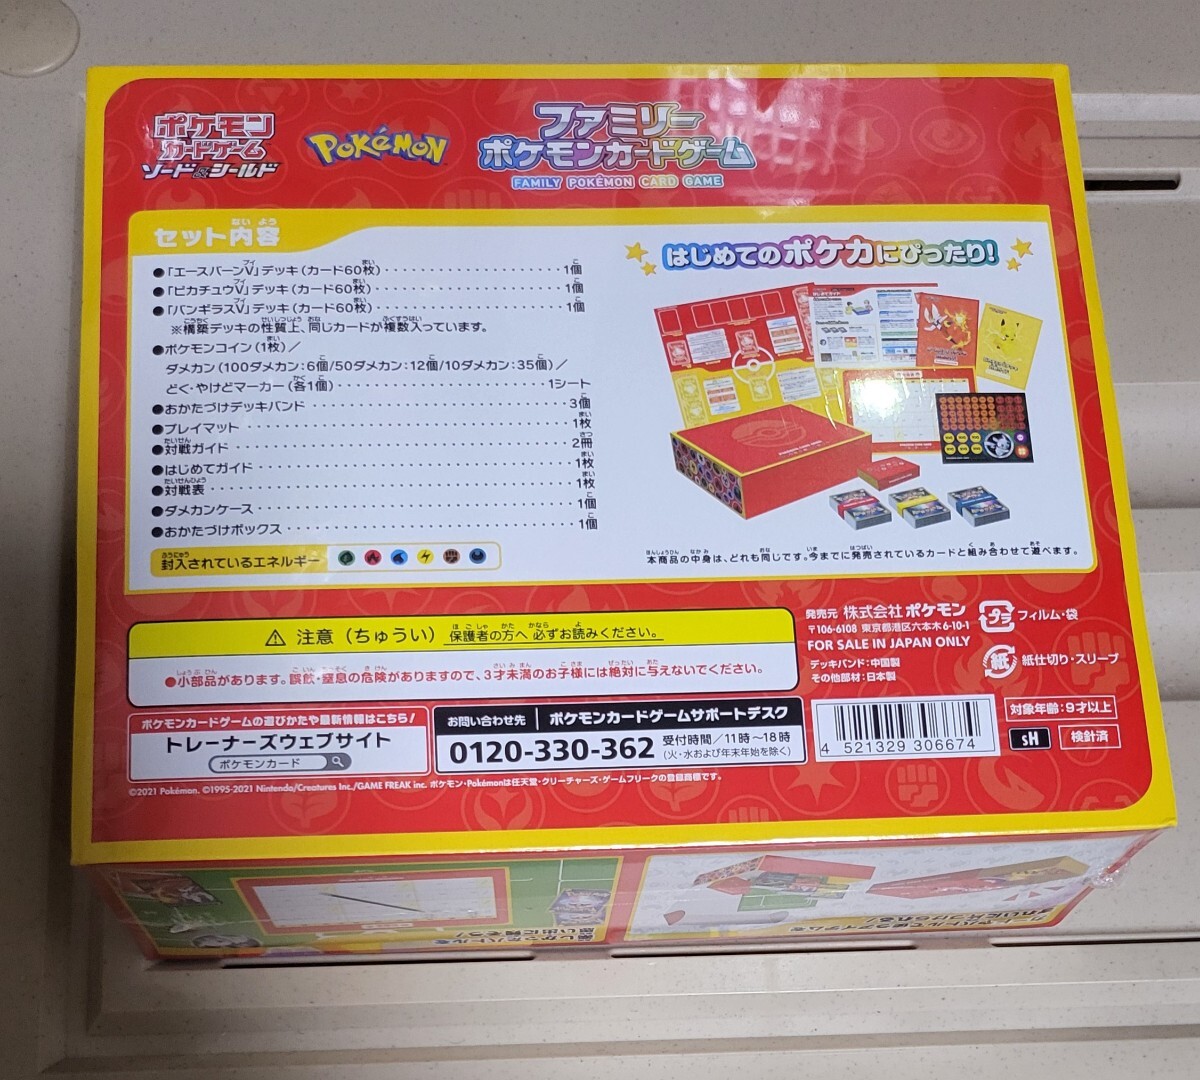 ポケモン
カードゲーム
ソード&シールド
POKÉMON
ファミリー
ポケモンカードゲーム
FAMILY POKÉMON CARD GAME
セット内容
●「エースバーンV」デッキ(カード60枚)・・・1個
●「ピカチュウV」デッキ(カード60枚)・・・1個
●「バンギラスV」デッキ(カード60枚)・・・1個
※構築デッキの性質上、同じカードが複数入っています。
●ポケモンコイン(1枚)/
ダメカン(100ダメカン:6個/50ダメカン:12個/10ダメカン:35個)/
どく・やけどマーカー(各1個)・・・1シート
●おかたづけデッキバンド・・・3個
●プレイマット・・・1枚
●対戦ガイド・・・2冊
●はじめてガイド・・・1枚
●対戦表・・・1枚
●ダメカンケース・・・1個
●おかたづけボックス・・・1個
封入されているエネルギー
はじめてのポケカにぴったり!
本商品の中身は、どれも同じです。今までに発売されているカードと組み合わせて遊べます。
⚠ 注意(ちゅうい) 保護者の方へ 必ずお読みください。
●小部品があります。誤飲・窒息の危険がありますので、3才未満のお子様には絶対に与えないでください。
発売元 株式会社ポケモン
〒106-6108 東京都港区六本木6-10-1
FOR SALE IN JAPAN ONLY
デッキバンド:中国製
その他部材:日本製
プラ フィルム・袋
紙 紙仕切り・スリーブ
ポケモンカードゲームの遊びかたや最新情報はこちら!
トレーナーズウェブサイト
ポケモンカード
お問い合わせ先 ポケモンカードゲームサポートデスク
0120-330-362 受付時間/11時〜18時
(火・水および年末年始を除く)
4 521329 306674
対象年齢:9才以上
sH 検針済
©2021 Pokémon. ©1995-2021 Nintendo/Creatures Inc./GAME FREAK inc. ポケモン・Pokémonは任天堂・クリーチャーズ・ゲームフリークの登録商標です。